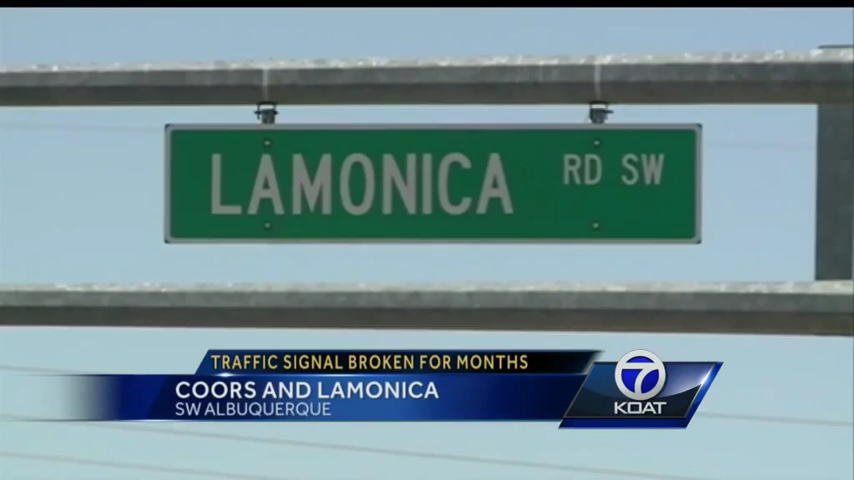 LAMONICA RD SW
TRAFFIC SIGNAL BROKEN FOR MONTHS
COORS AND LAMONICA
SW ALBUQUERQUE
7
KOAT